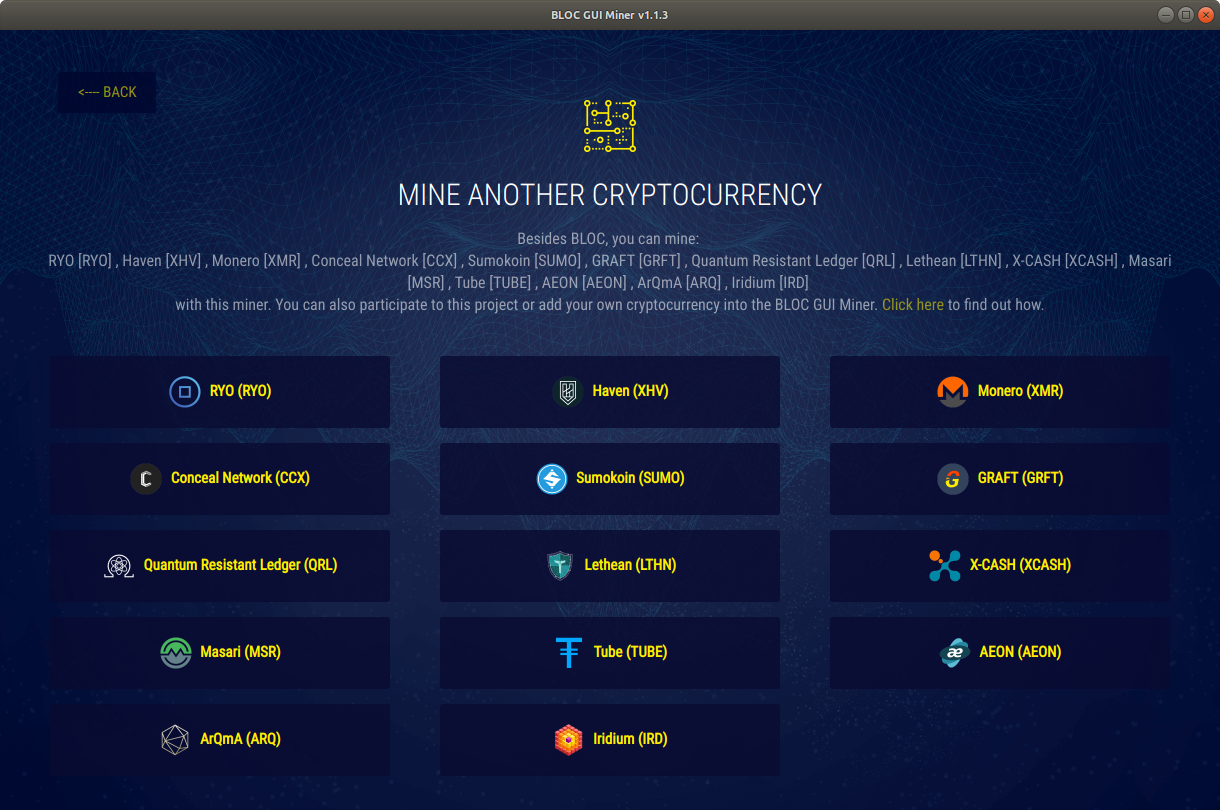 BLOC GUI Miner v1.1.3
<---- BACK
MINE ANOTHER CRYPTOCURRENCY
Besides BLOC, you can mine:
RYO [RYO] , Haven [XHV] , Monero [XMR] , Conceal Network [CCX] , Sumokoin [SUMO] , GRAFT [GRFT] , Quantum Resistant Ledger [QRL] , Lethean [LTHN] , X-CASH [XCASH] , Masari
[MSR] , Tube [TUBE] , AEON [AEON] , ArQmA [ARQ] , Iridium [IRD]
with this miner. You can also participate to this project or add your own cryptocurrency into the BLOC GUI Miner. Click here to find out how.
RYO (RYO)
Haven (XHV)
Monero (XMR)
Conceal Network (CCX)
Sumokoin (SUMO)
GRAFT (GRFT)
Quantum Resistant Ledger (QRL)
Lethean (LTHN)
X-CASH (XCASH)
Masari (MSR)
Tube (TUBE)
AEON (AEON)
ArQmA (ARQ)
Iridium (IRD)